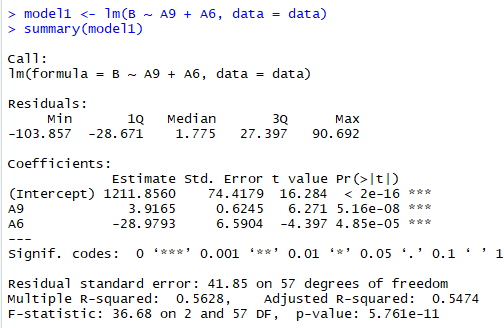 > model1 <- lm(B ~ A9 + A6, data = data)
> summary(model1)
Call:
lm(formula = B ~ A9 + A6, data = data)
Residuals:
Min 1Q Median 3Q Max
-103.857 -28.671 1.775 27.397 90.692
Coefficients:
Estimate Std. Error t value Pr(>|t|)
(Intercept) 1211.8560 74.4179 16.284 < 2e-16 ***
A9 3.9165 0.6245 6.271 5.16e-08 ***
A6 -28.9793 6.5904 -4.397 4.85e-05 ***
---
Signif. codes: 0 ‘***’ 0.001 ‘**’ 0.01 ‘*’ 0.05 ‘.’ 0.1 ‘ ’ 1
Residual standard error: 41.85 on 57 degrees of freedom
Multiple R-squared: 0.5628, Adjusted R-squared: 0.5474
F-statistic: 36.68 on 2 and 57 DF, p-value: 5.761e-11